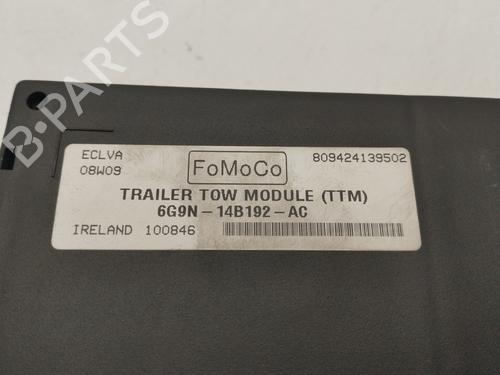 B-PARTS
ECLVA
08W09
FoMoCo
809424139502
TRAILER TOW MODULE (TTM)
6G9N-14B192-AC
IRELAND 100846